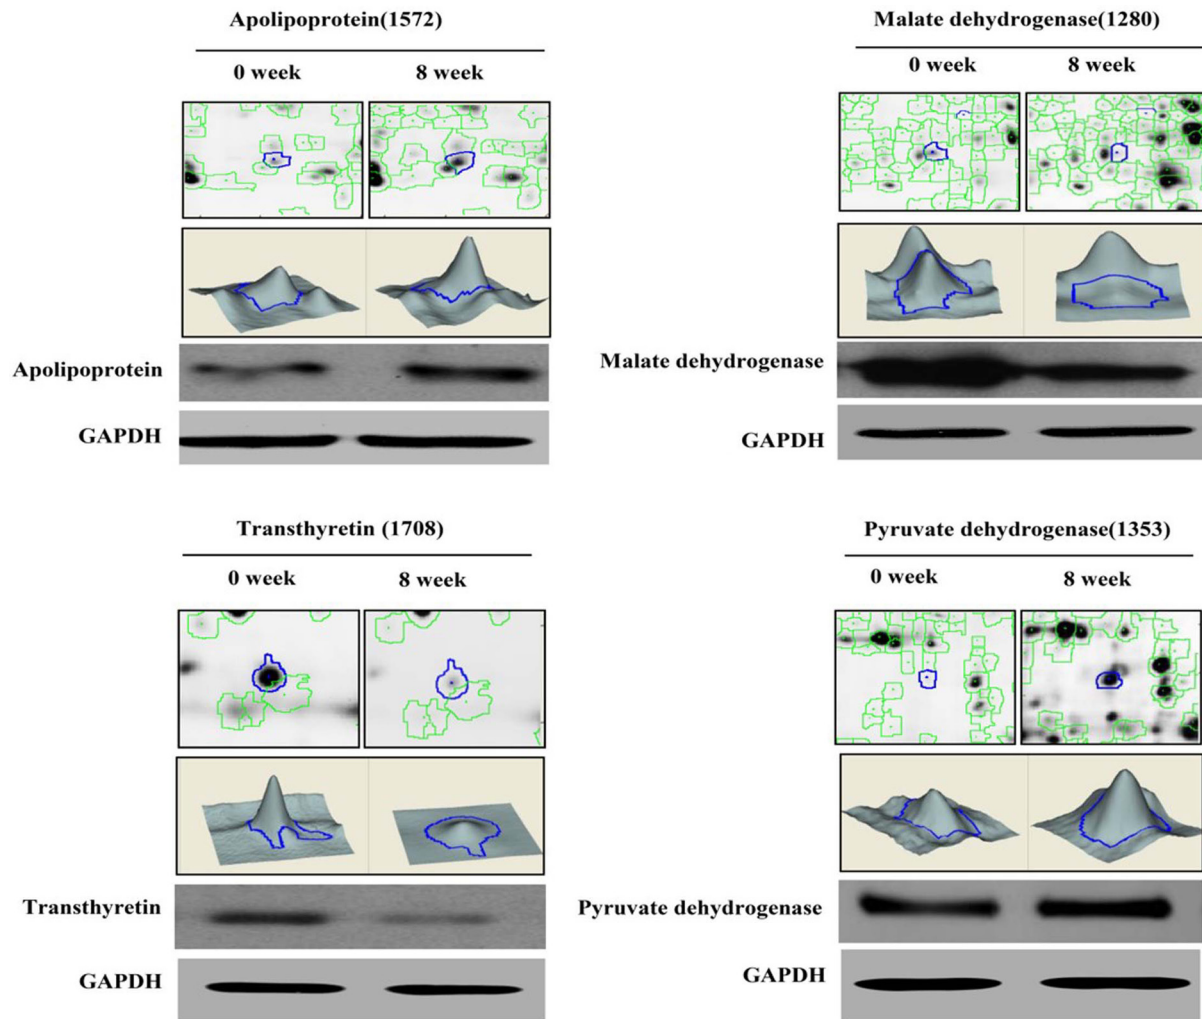 Apolipoprotein(1572)
0 week 8 week
Apolipoprotein
GAPDH
Malate dehydrogenase(1280)
0 week 8 week
Malate dehydrogenase
GAPDH
Transthyretin (1708)
0 week 8 week
Transthyretin
GAPDH
Pyruvate dehydrogenase(1353)
0 week 8 week
Pyruvate dehydrogenase
GAPDH